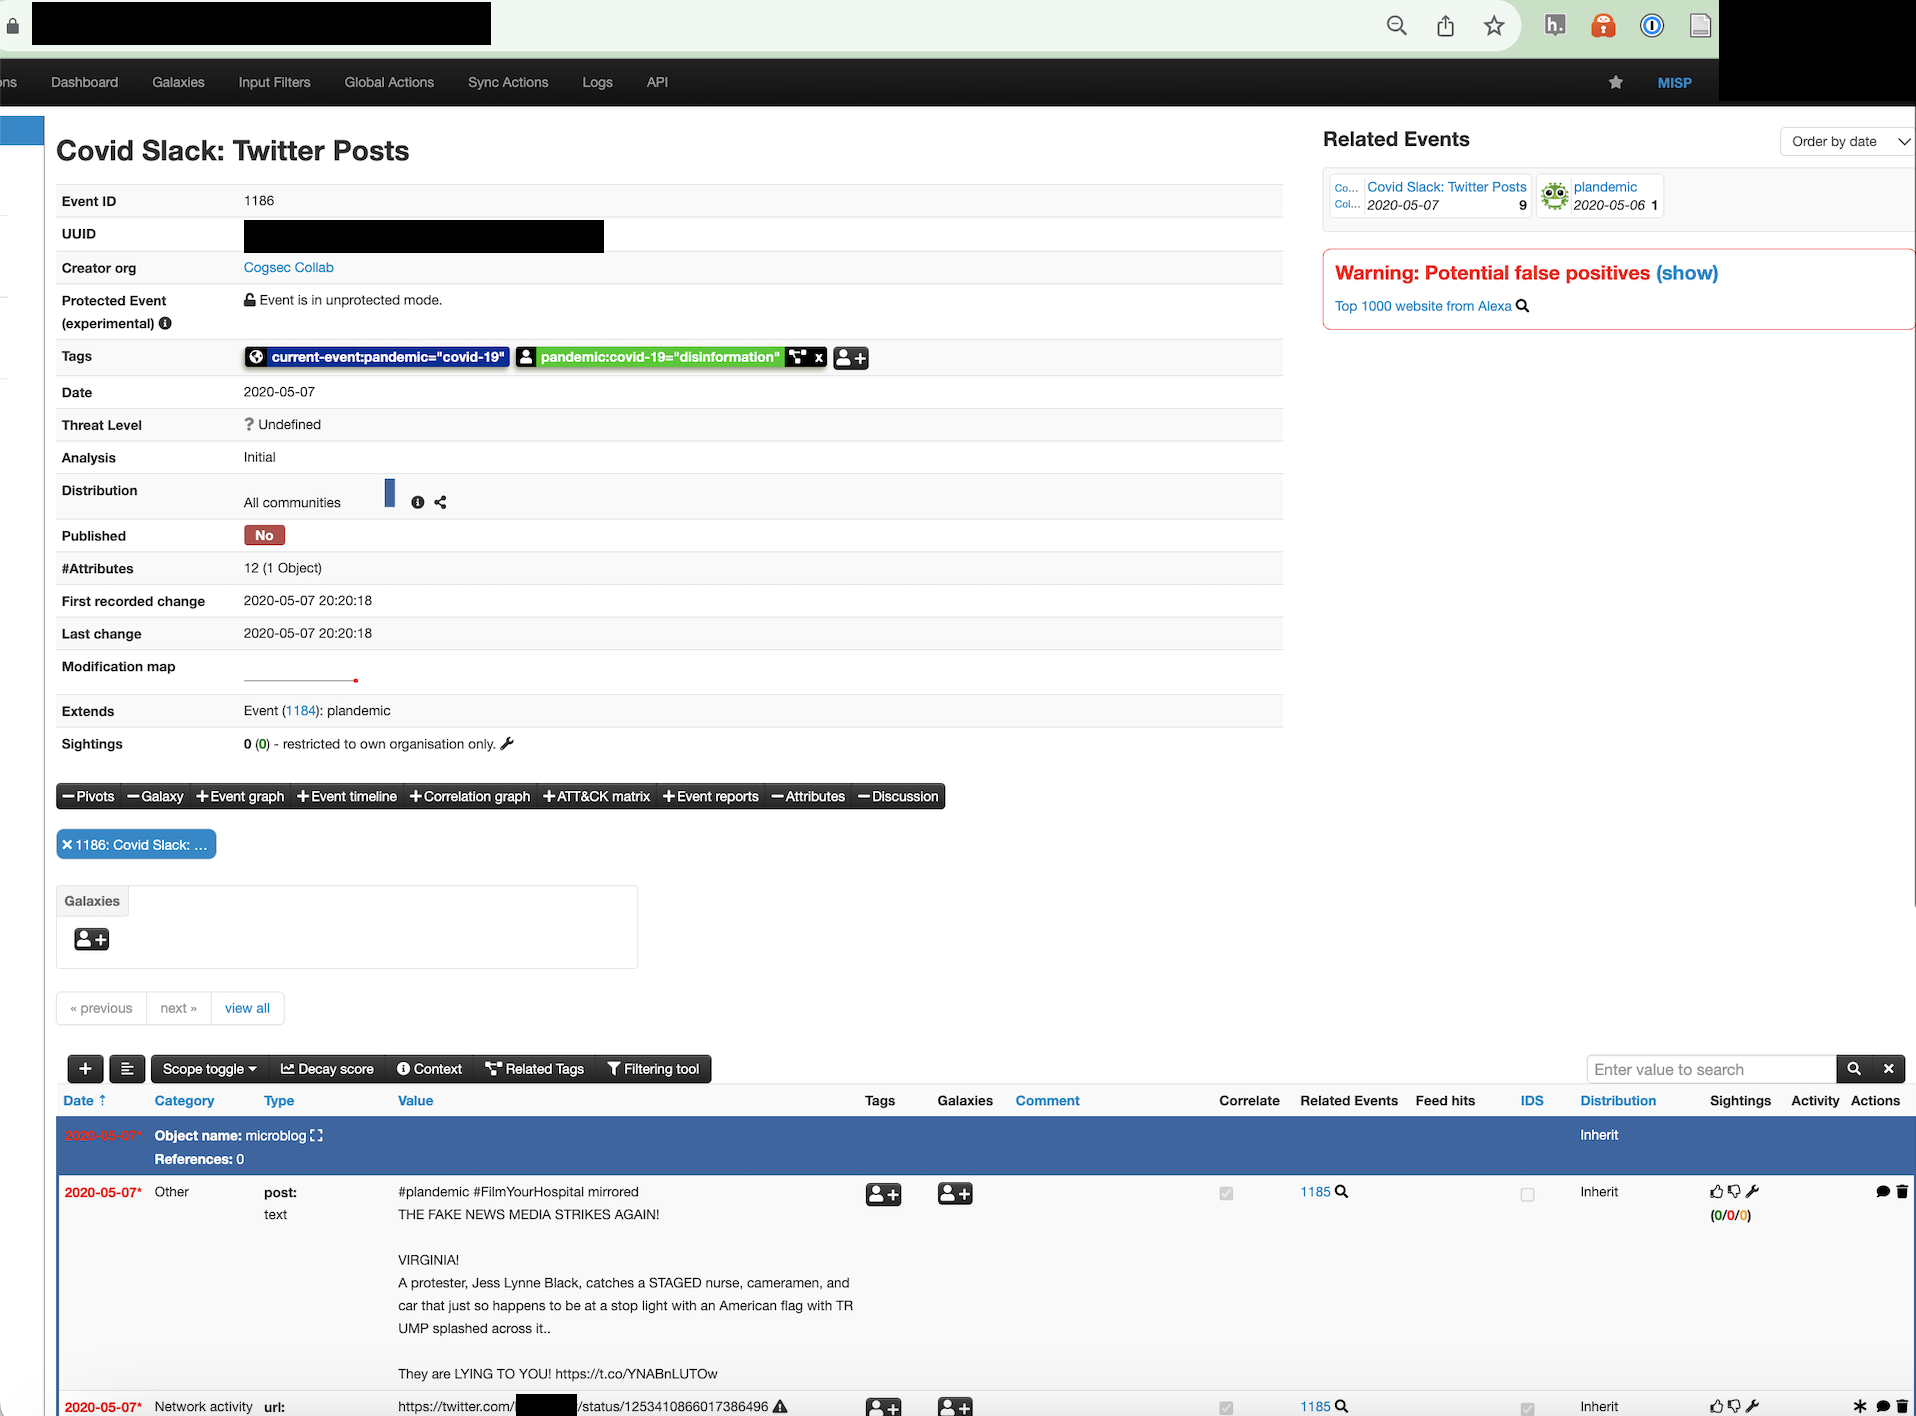 ons Dashboard Galaxies Input Filters Global Actions Sync Actions Logs API MISP
Covid Slack: Twitter Posts
Event ID 1186
UUID
Creator org Cogsec Collab
Protected Event (experimental) Event is in unprotected mode.
Tags current-event:pandemic="covid-19" pandemic:covid-19="disinformation" x
Date 2020-05-07
Threat Level ? Undefined
Analysis Initial
Distribution All communities
Published No
#Attributes 12 (1 Object)
First recorded change 2020-05-07 20:20:18
Last change 2020-05-07 20:20:18
Modification map
Extends Event (1184): plandemic
Sightings 0 (0) - restricted to own organisation only.
Related Events
Order by date
Co... Covid Slack: Twitter Posts
Col... 2020-05-07 9
plandemic
2020-05-06 1
Warning: Potential false positives (show)
Top 1000 website from Alexa
Pivots Galaxy Event graph Event timeline Correlation graph ATT&CK matrix Event reports Attributes Discussion
1186: Covid Slack: ...
Galaxies
« previous next » view all
Scope toggle Decay score Context Related Tags Filtering tool
Enter value to search
Date ↑ Category Type Value Tags Galaxies Comment Correlate Related Events Feed hits IDS Distribution Sightings Activity Actions
2020-05-07* Object name: microblog Inherit
References: 0
2020-05-07* Other post: #plandemic #FilmYourHospital mirrored 1185 Inherit
text THE FAKE NEWS MEDIA STRIKES AGAIN! (0/0/0)
VIRGINIA!
A protester, Jess Lynne Black, catches a STAGED nurse, cameramen, and
car that just so happens to be at a stop light with an American flag with TR
UMP splashed across it..
They are LYING TO YOU! https://t.co/YNABnLUTOw
2020-05-07* Network activity url: https://twitter.com/ /status/1253410866017386496 1185 Inherit